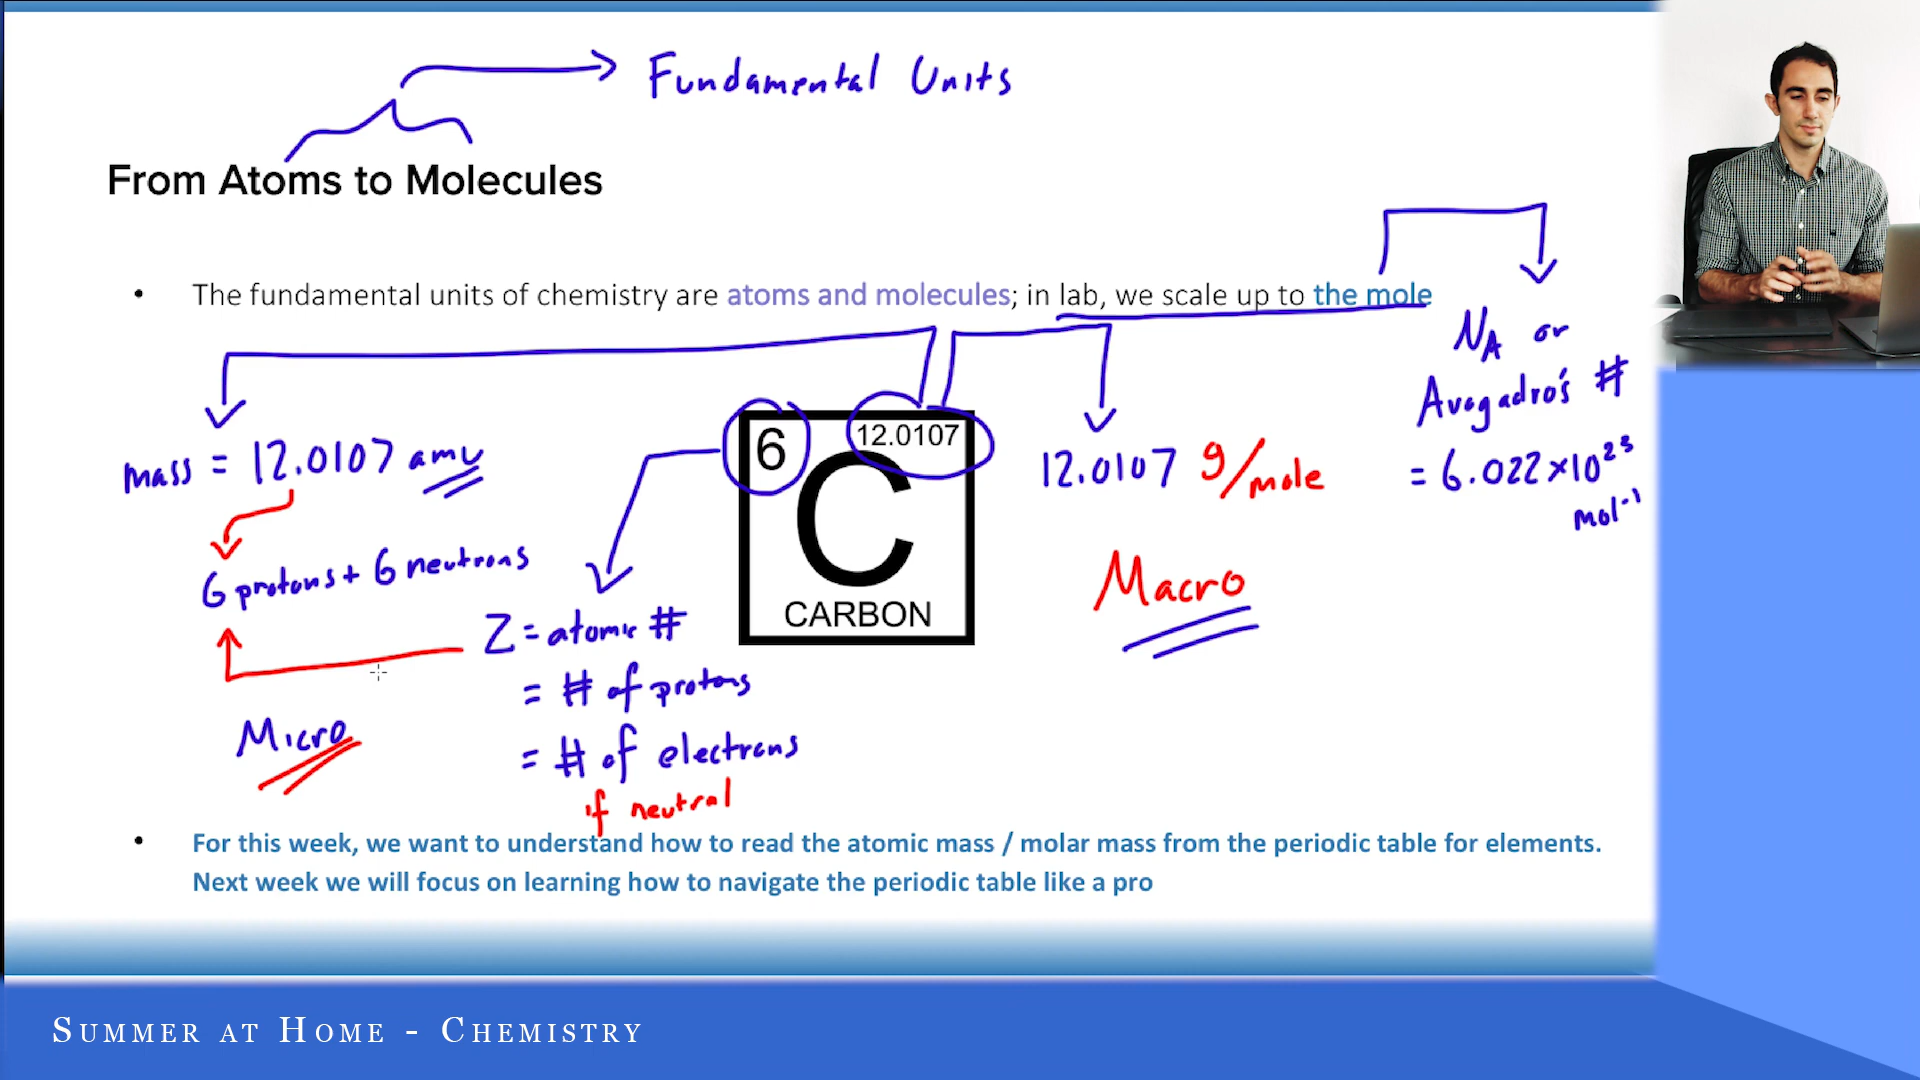 Fundamental Units
From Atoms to Molecules
• The fundamental units of chemistry are atoms and molecules; in lab, we scale up to the mole
NA or
Avogadro's #
= 6.022×10²³
mol⁻¹
mass = 12.0107 amu
6 protons + 6 neutrons
Micro
6
12.0107
C
CARBON
Z = atomic #
= # of protons
= # of electrons
if neutral
12.0107 g/mole
Macro
• For this week, we want to understand how to read the atomic mass / molar mass from the periodic table for elements.
Next week we will focus on learning how to navigate the periodic table like a pro
SUMMER AT HOME - CHEMISTRY